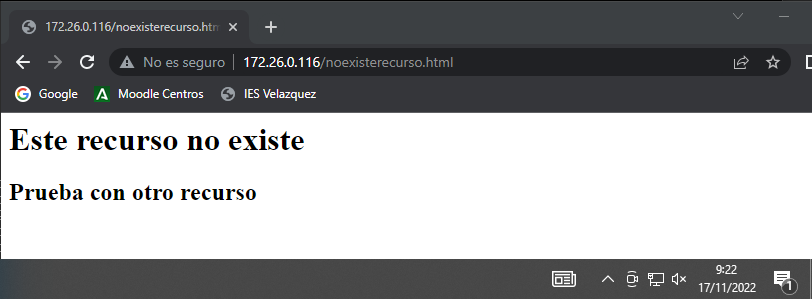 172.26.0.116/noexisterecurso.htm
No es seguro 172.26.0.116/noexisterecurso.html
Google Moodle Centros IES Velazquez
Este recurso no existe
Prueba con otro recurso
9:22
17/11/2022
1